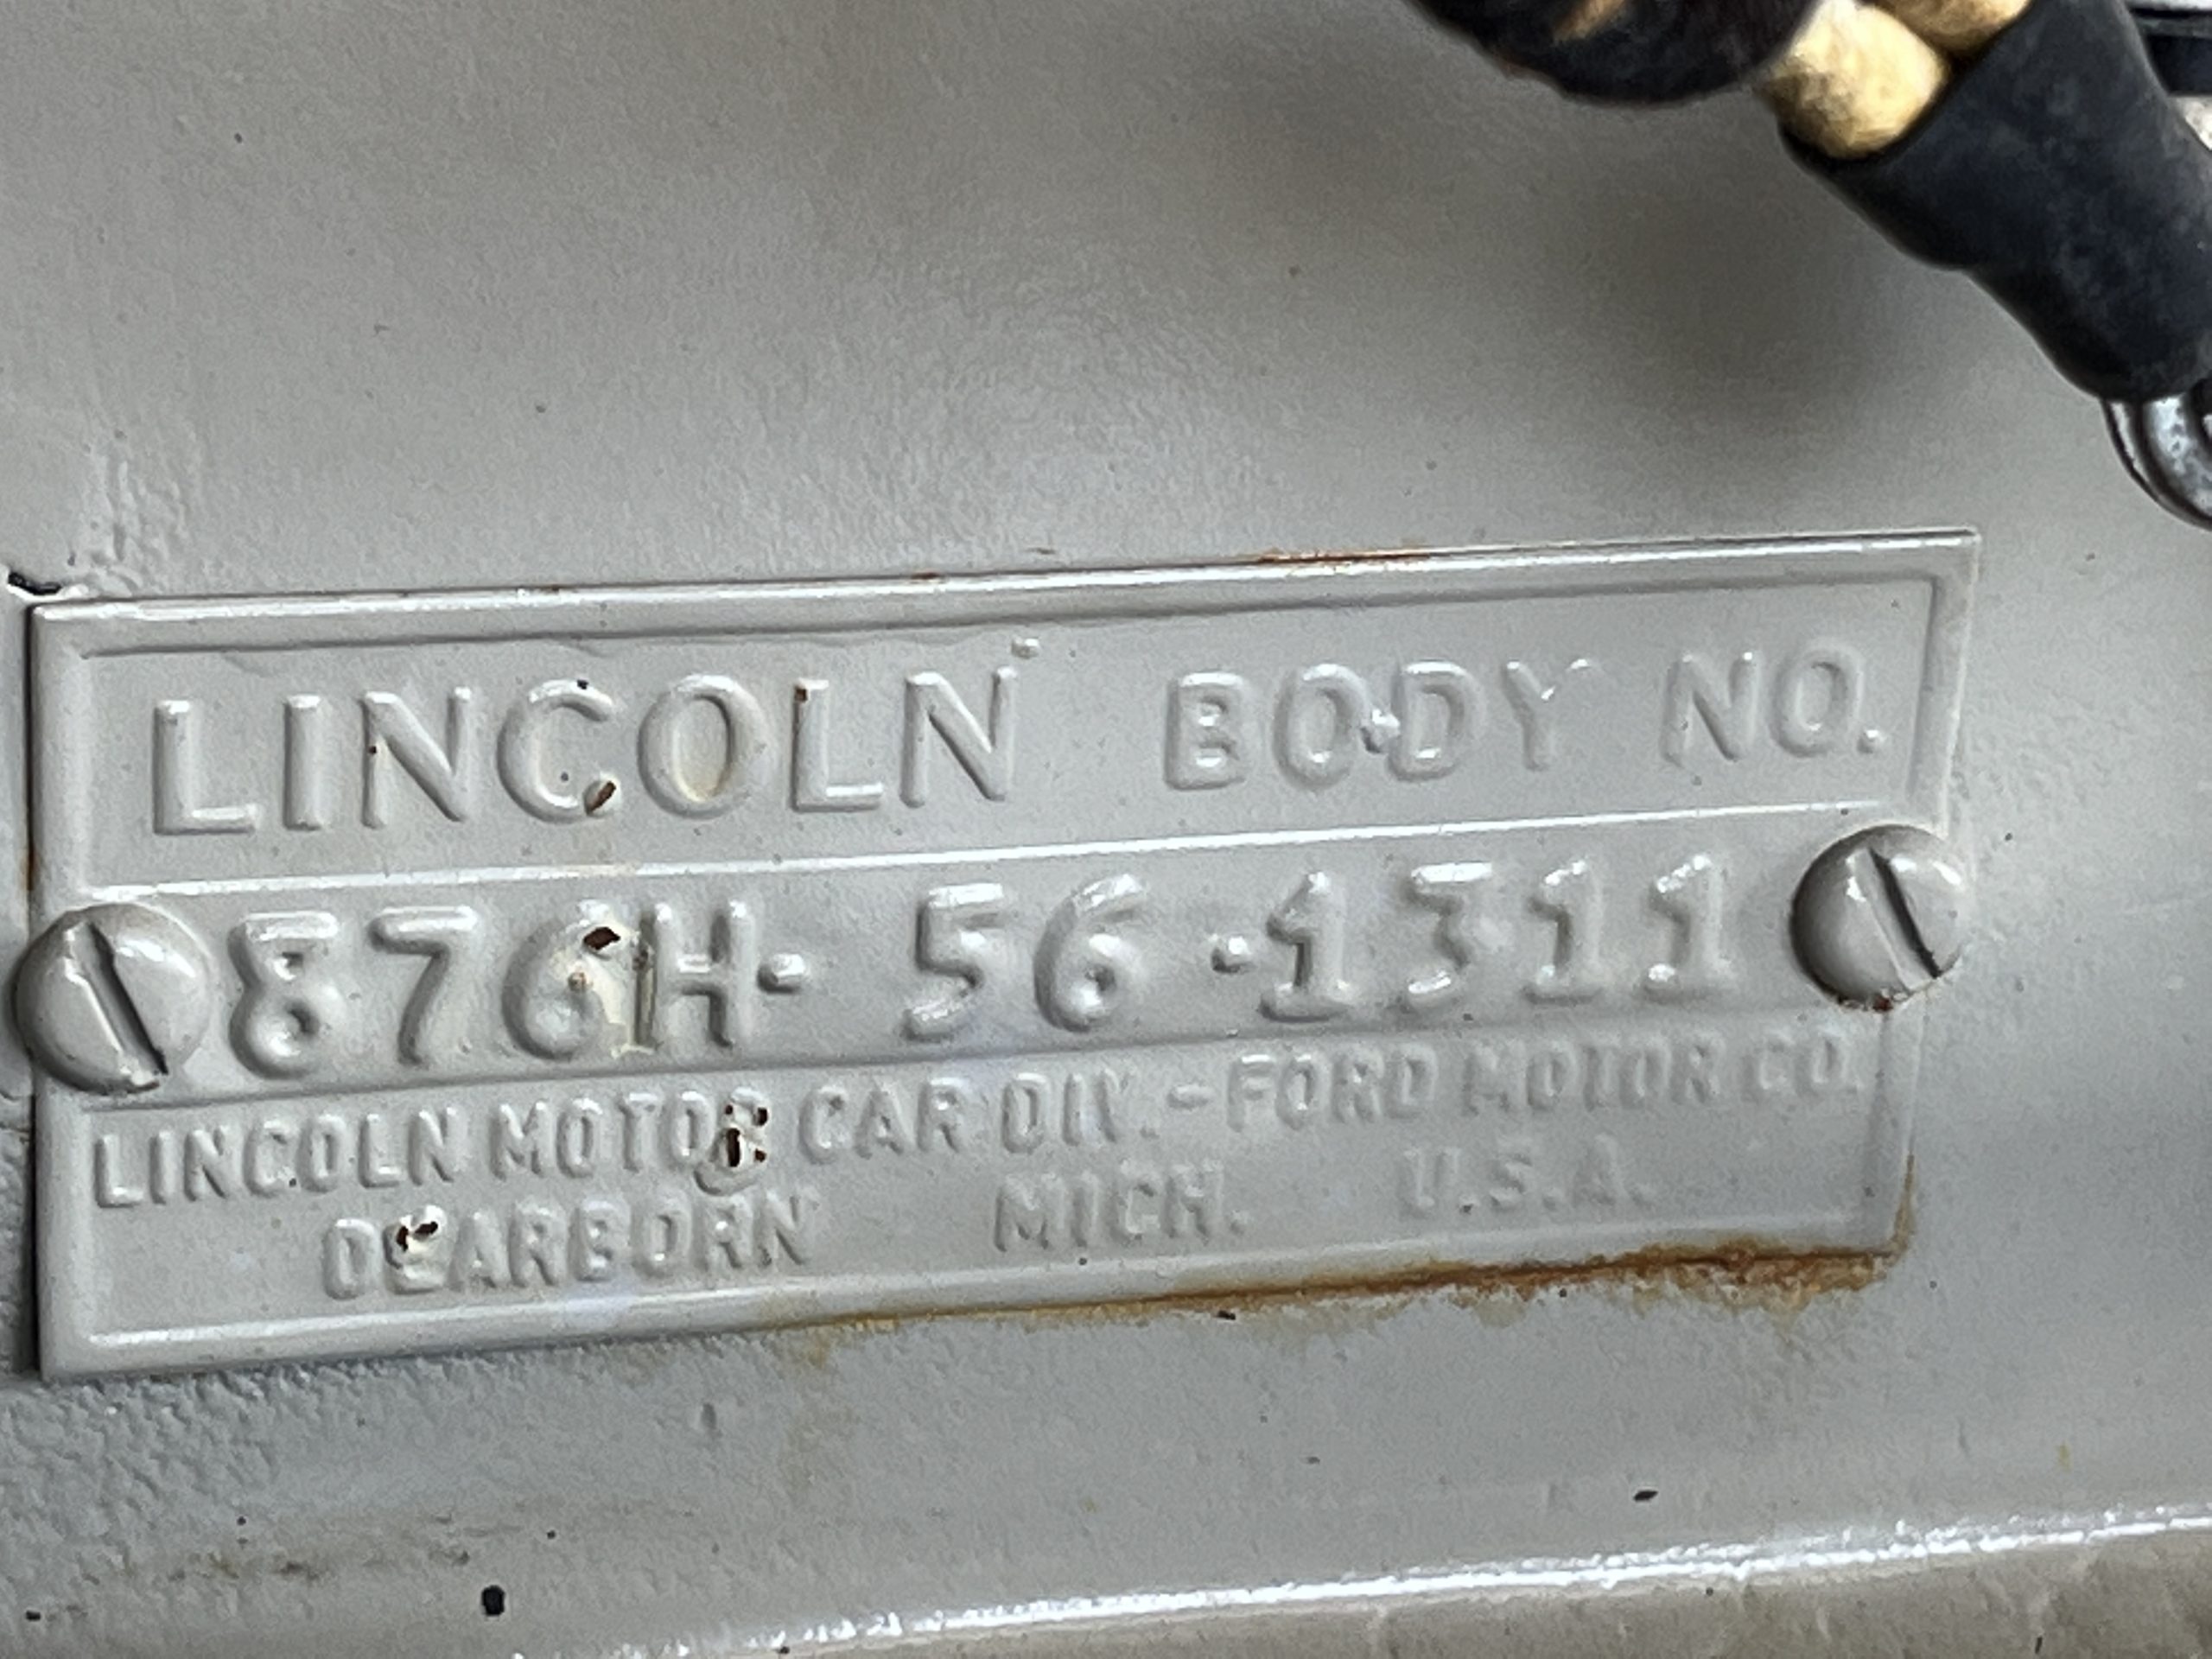 LINCOLN BODY NO.
876H· 56·1311
LINCOLN MOTOR CAR DIV.-FORD MOTOR CO.
DEARBORN MICH. U.S.A.